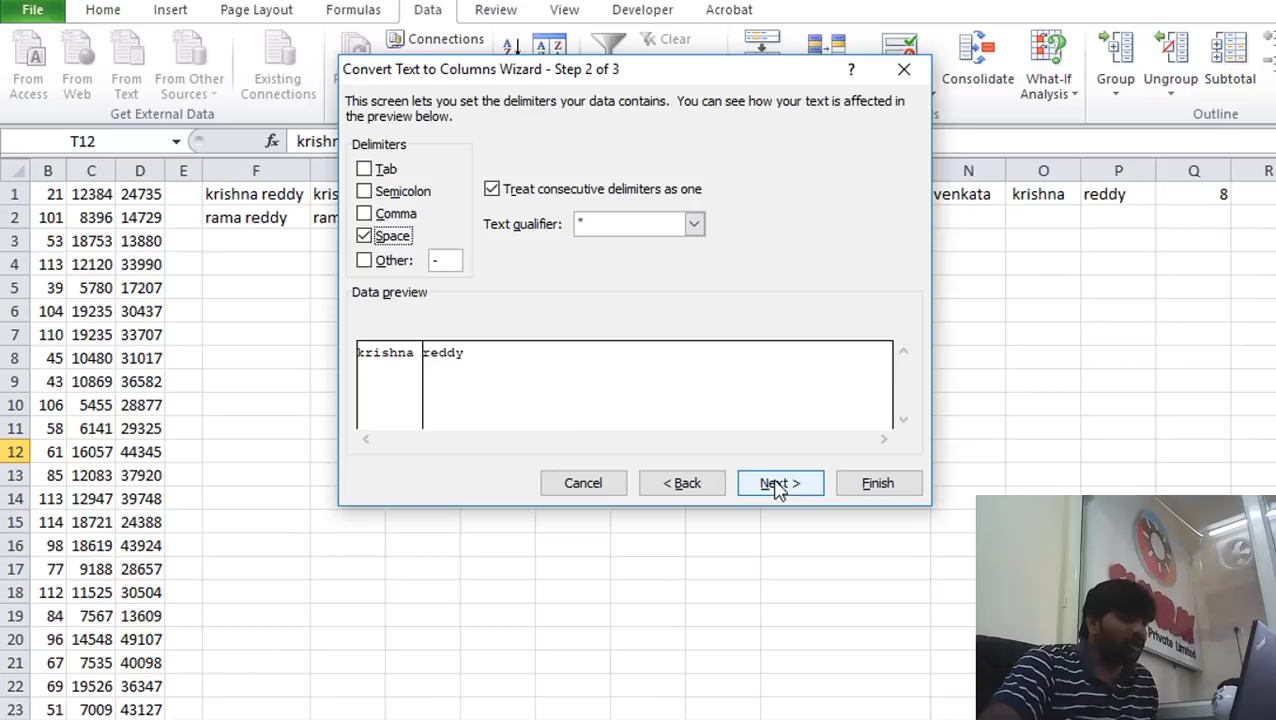 File Home Insert Page Layout Formulas Data Review View Developer Acrobat
From Access
From Web
From Text
From Other Sources
Existing Connections
Get External Data
Connections
Clear
Consolidate
What-If Analysis
Group
Ungroup
Subtotal
Outline
T12
fx
Convert Text to Columns Wizard - Step 2 of 3
?
This screen lets you set the delimiters your data contains. You can see how your text is affected in
the preview below.
Delimiters
Tab
Semicolon
Comma
Space
Other: -
Treat consecutive delimiters as one
Text qualifier: "
Data preview
krishna reddy
Cancel
< Back
Next >
Finish
B C D E F N O P Q R
1 21 12384 24735 krishna reddy venkata krishna reddy 8
2 101 8396 14729 rama reddy
3 53 18753 13880
4 113 12120 33990
5 39 5780 17207
6 104 19235 30437
7 110 19235 33707
8 45 10480 31017
9 43 10869 36582
10 106 5455 28877
11 58 6141 29325
12 61 16057 44345
13 85 12083 37920
14 113 12947 39748
15 114 18721 24388
16 98 18619 43924
17 77 9188 28657
18 112 11525 30504
19 84 7567 13609
20 96 14548 49107
21 67 7535 40098
22 69 19526 36347
23 51 7009 43127
Private Limited